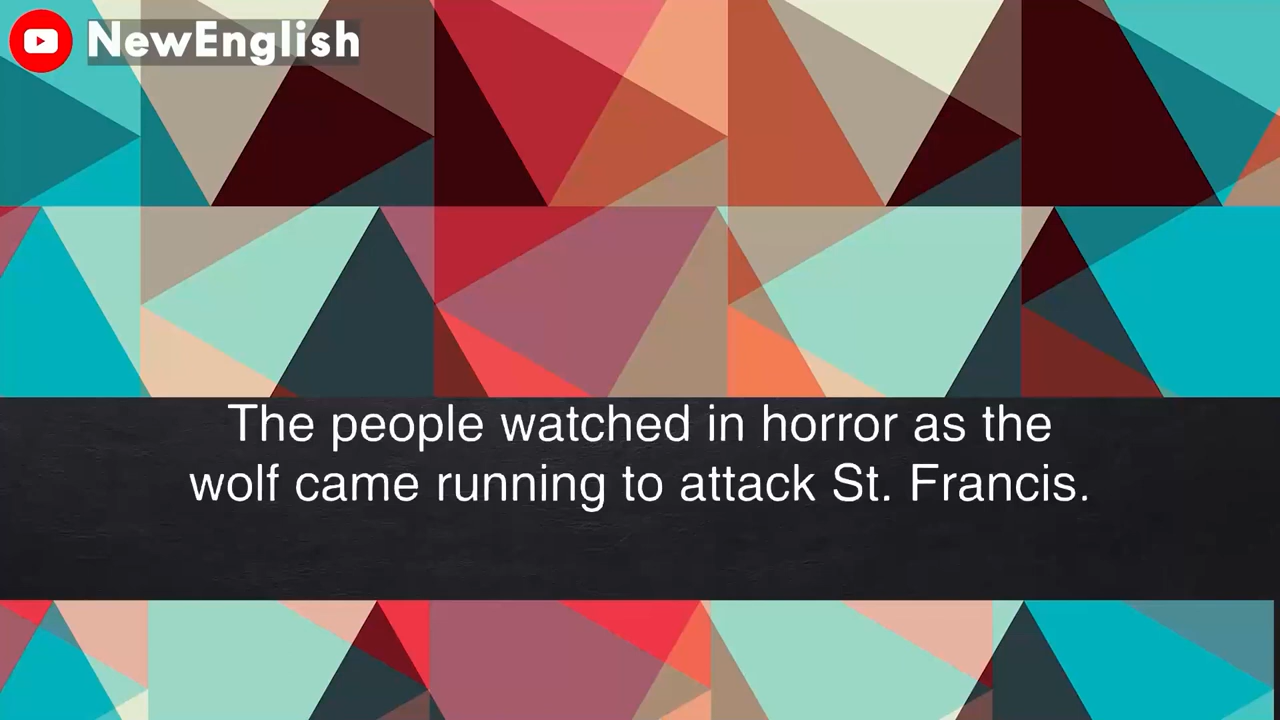 NewEnglish
The people watched in horror as the
wolf came running to attack St. Francis.